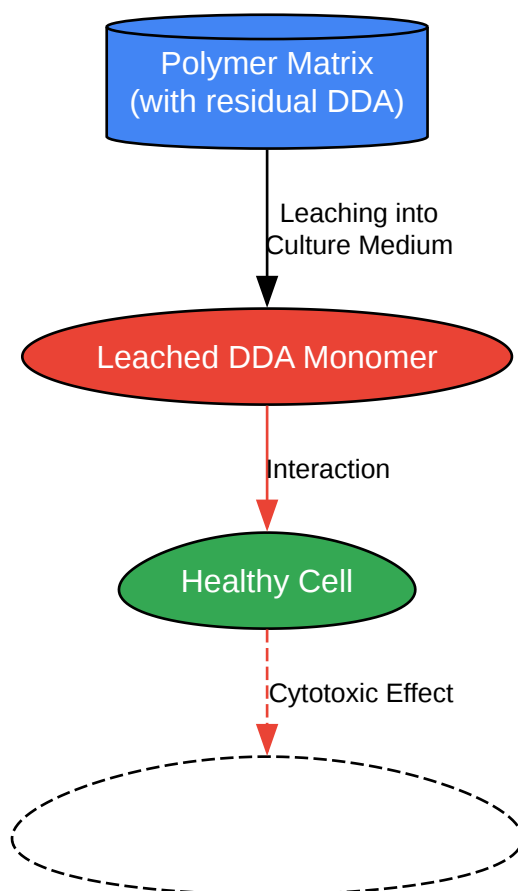 Polymer Matrix
(with residual DDA)
Leaching into
Culture Medium
Leached DDA Monomer
Interaction
Healthy Cell
Cytotoxic Effect